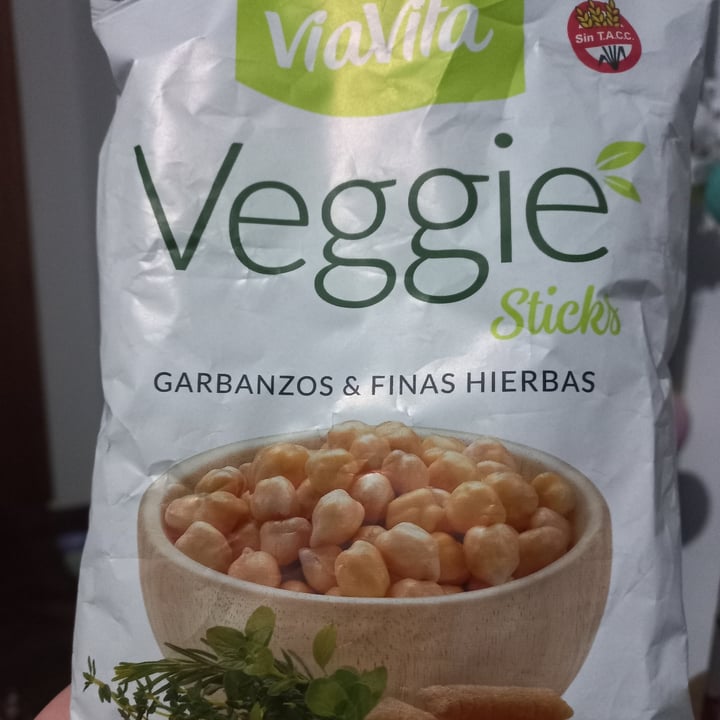 ViaVita
Sin T.A.C.C.
Veggie
Sticks
GARBANZOS & FINAS HIERBAS